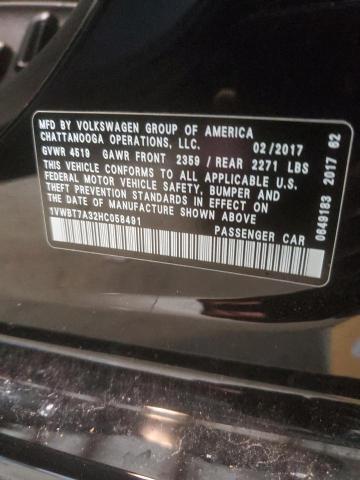 MFD BY VOLKSWAGEN GROUP OF AMERICA
CHATTANOOGA OPERATIONS, LLC. 02/2017
GVWR 4519 GAWR FRONT 2359 / REAR 2271 LBS
THIS VEHICLE CONFORMS TO ALL APPLICABLE US
FEDERAL MOTOR VEHICLE SAFETY, BUMPER AND
THEFT PREVENTION STANDARDS IN EFFECT ON THE
DATE OF MANUFACTURE SHOWN ABOVE
1VWBT7A32HC058491 PASSENGER CAR
0649183 2017 62